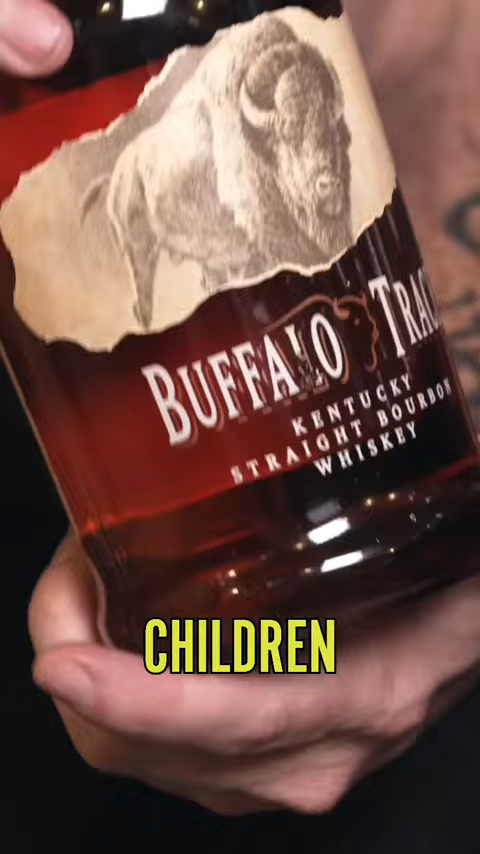 BUFFALO TRAC
KENTUCKY
STRAIGHT BOURBON
WHISKEY
CHILDREN